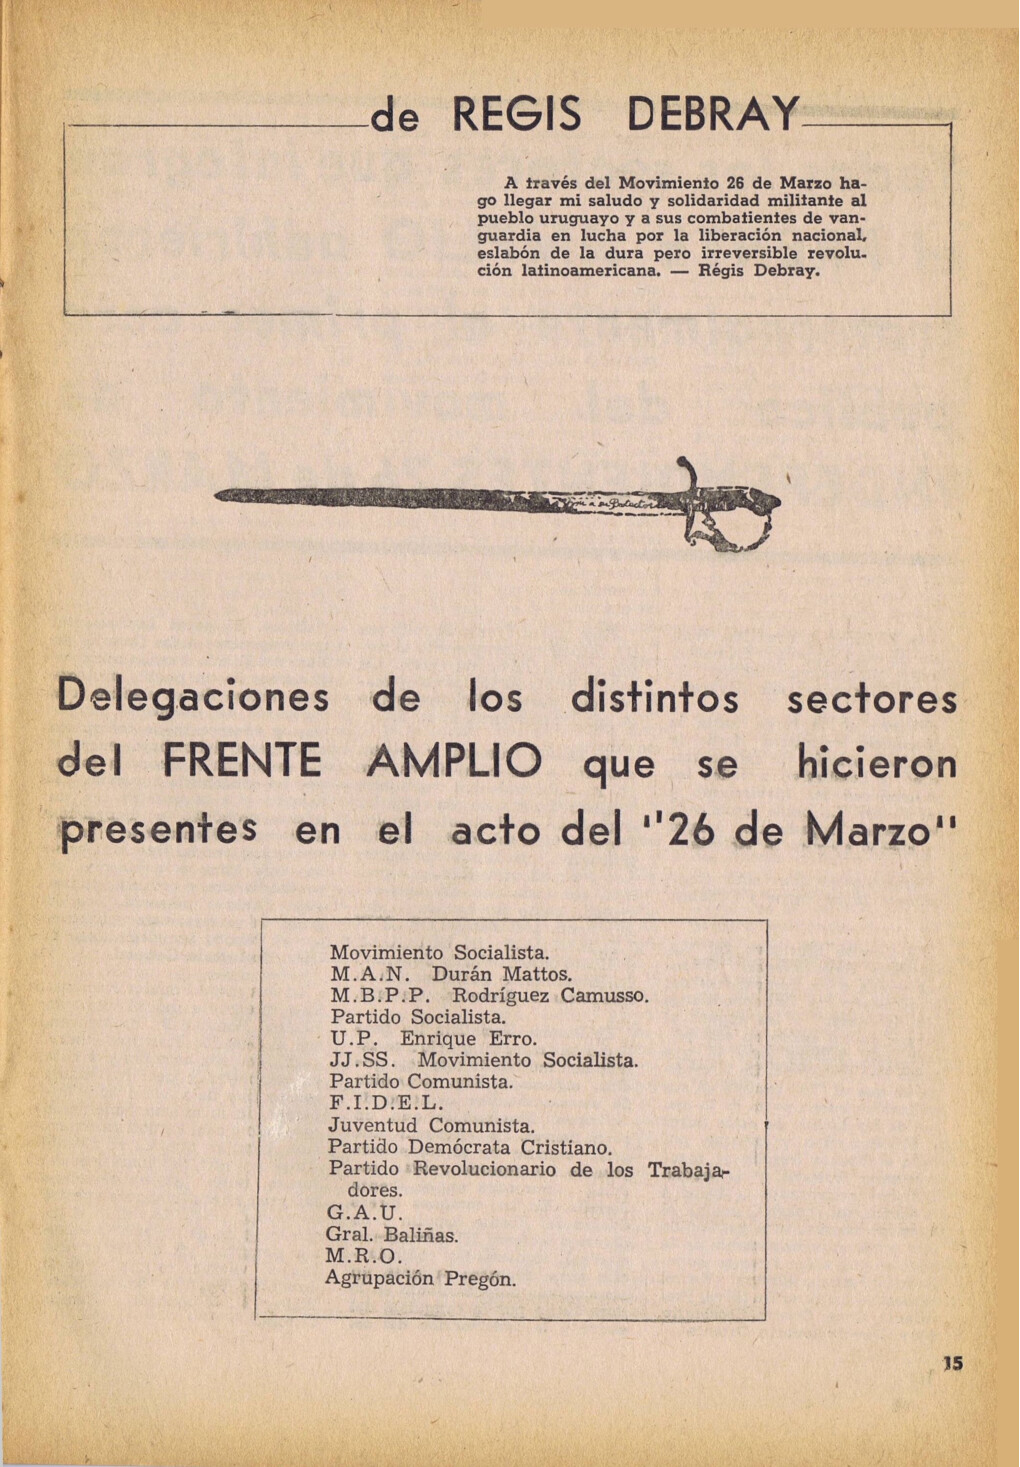 de REGIS DEBRAY
A través del Movimiento 26 de Marzo ha-
go llegar mi saludo y solidaridad militante al
pueblo uruguayo y a sus combatientes de van-
guardia en lucha por la liberación nacional,
eslabón de la dura pero irreversible revolu-
ción latinoamericana. — Régis Debray.
a su Protector
Delegaciones de los distintos sectores
del FRENTE AMPLIO que se hicieron
presentes en el acto del "26 de Marzo"
Movimiento Socialista.
M.A.N. Durán Mattos.
M.B.P.P. Rodríguez Camusso.
Partido Socialista.
U.P. Enrique Erro.
JJ.SS. Movimiento Socialista.
Partido Comunista.
F.I.D.E.L.
Juventud Comunista.
Partido Demócrata Cristiano.
Partido Revolucionario de los Trabaja-
dores.
G.A.U.
Gral. Baliñas.
M.R.O.
Agrupación Pregón.
15